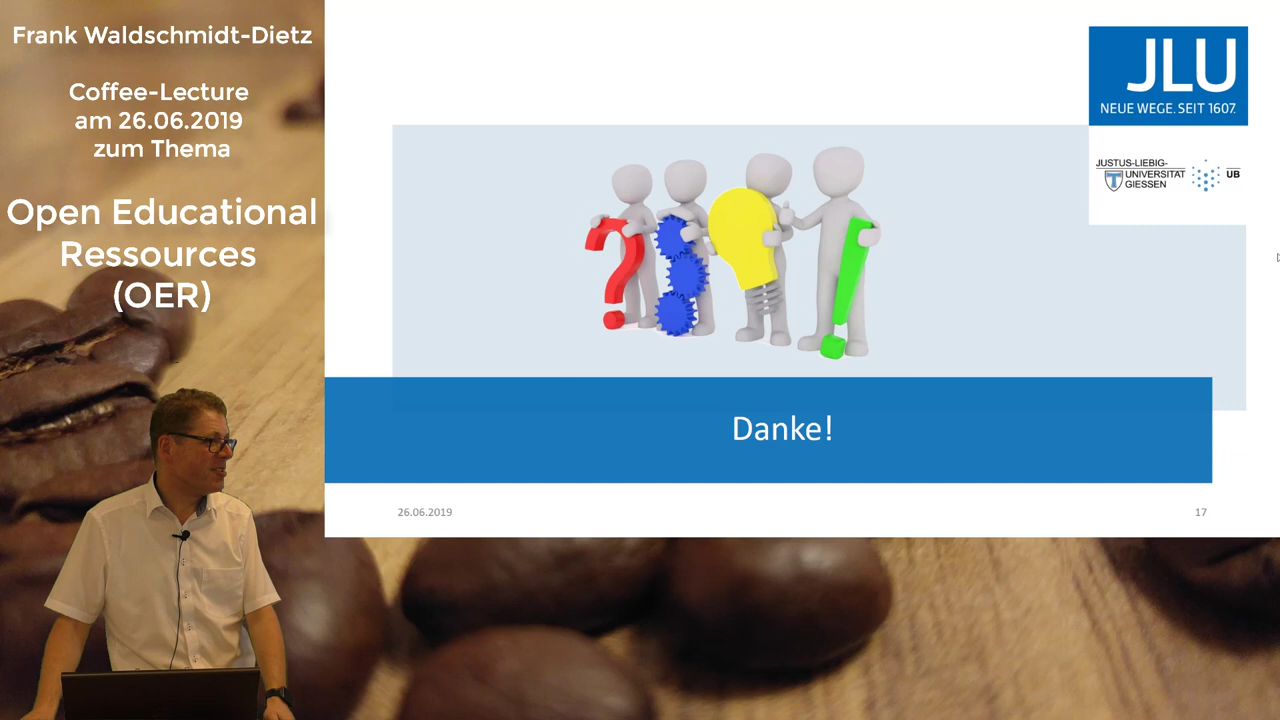 Frank Waldschmidt-Dietz
Coffee-Lecture
am 26.06.2019
zum Thema
Open Educational
Ressources
(OER)
JLU
NEUE WEGE. SEIT 1607.
JUSTUS-LIEBIG-
UNIVERSITAT
GIESSEN
UB
Danke!
26.06.2019
17